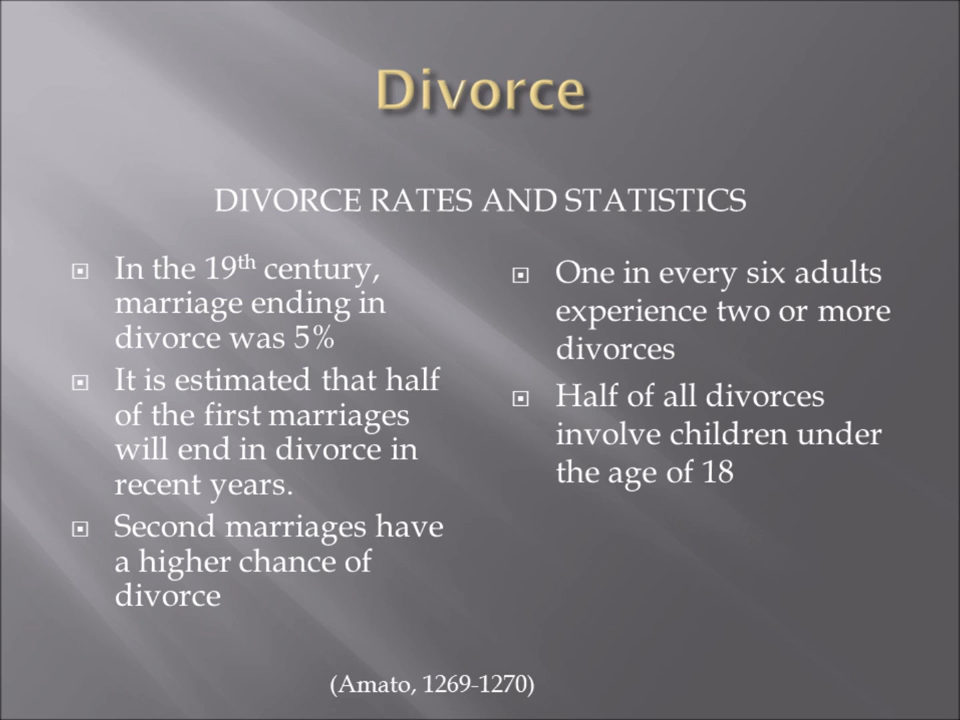 Divorce
DIVORCE RATES AND STATISTICS
In the 19th century,
marriage ending in
divorce was 5%
It is estimated that half
of the first marriages
will end in divorce in
recent years.
Second marriages have
a higher chance of
divorce
One in every six adults
experience two or more
divorces
Half of all divorces
involve children under
the age of 18
(Amato, 1269-1270)